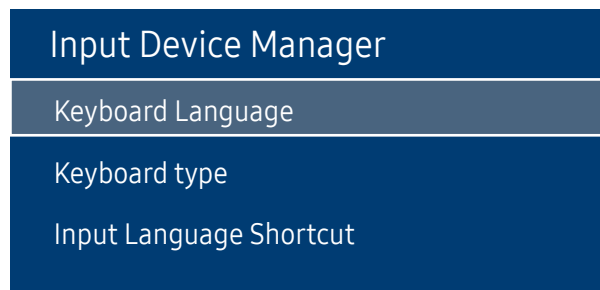 Input Device Manager
Keyboard Language
Keyboard type
Input Language Shortcut